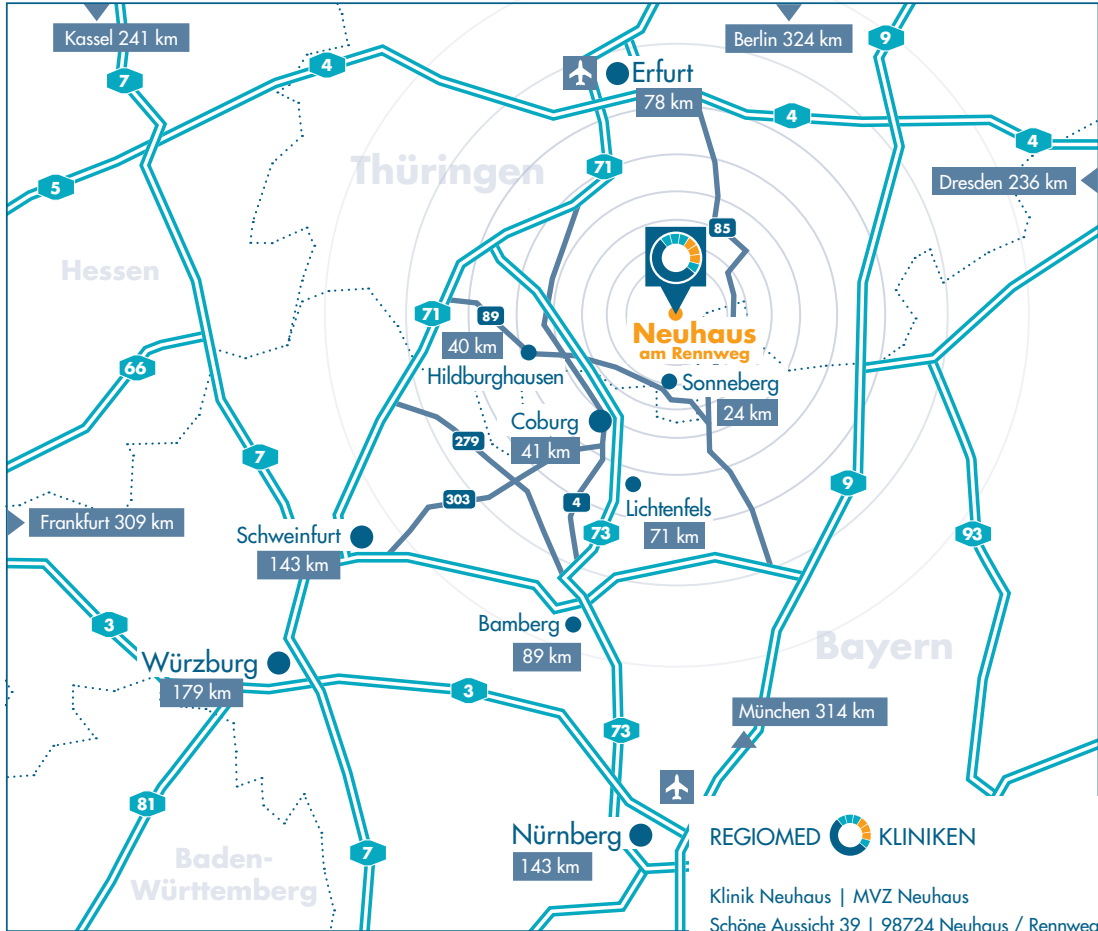 Kassel 241 km
Berlin 324 km
9
7
4
Erfurt
78 km
4
4
71
Thüringen
5
Dresden 236 km
85
Hessen
71
89
Neuhaus
am Rennweg
40 km
66
Hildburghausen
Sonneberg
24 km
Coburg
279
41 km
7
9
303
4
Lichtenfels
Frankfurt 309 km
Schweinfurt
73
71 km
93
143 km
3
Bamberg
89 km
Bayern
Würzburg
179 km
3
München 314 km
73
81
Nürnberg
143 km
7
Baden-
Württemberg
REGIOMED KLINIKEN
Klinik Neuhaus | MVZ Neuhaus
Schöne Aussicht 39 | 98724 Neuhaus / Rennweg